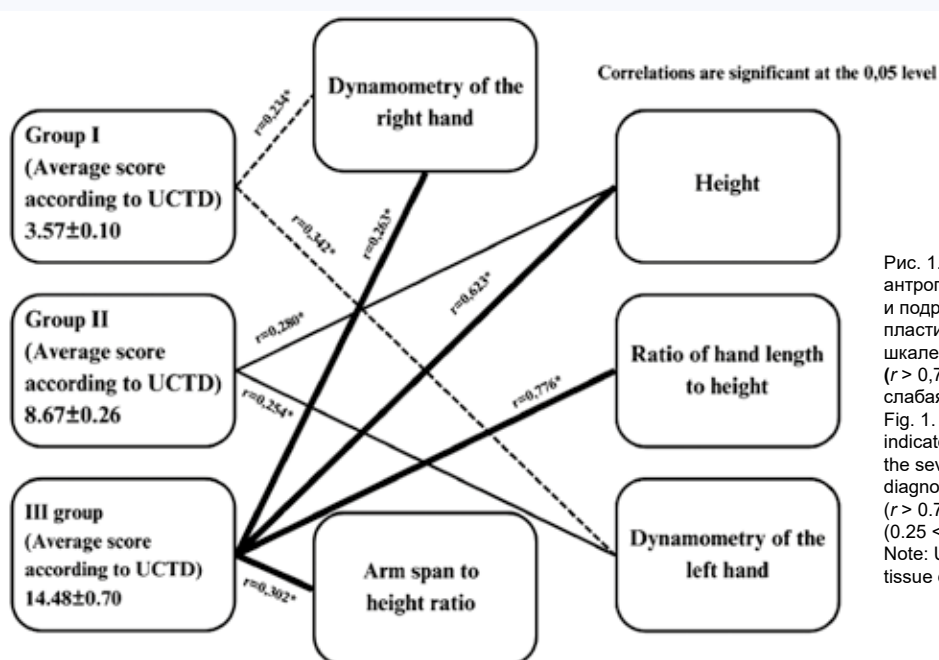 Correlations are significant at the 0,05 level
Group I
(Average score
according to UCTD)
3.57±0.10
Group II
(Average score
according to UCTD)
8.67±0.26
III group
(Average score
according to UCTD)
14.48±0.70
r=0,234*
r=0,342*
r=0,263*
r=0,280*
r=0,623*
r=0,254*
r=0,776*
r=0,302*
Dynamometry of the
right hand
Arm span to
height ratio
Height
Ratio of hand length
to height
Dynamometry of the
left hand
Рис. 1.
антроп
и подр
пласти
шкале
(r > 0,7
слабая
Fig. 1.
indicate
the sev
diagno
(r > 0.7
(0.25 <
Note: U
tissue